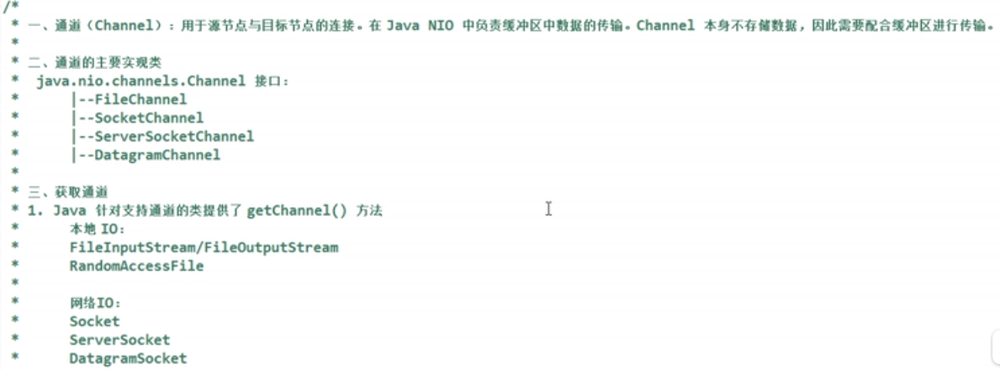 /*
 * 一、通道（Channel）：用于源节点与目标节点的连接。在 Java NIO 中负责缓冲区中数据的传输。Channel 本身不存储数据，因此需要配合缓冲区进行传输。
 *
 * 二、通道的主要实现类
 *  java.nio.channels.Channel 接口：
 *      |--FileChannel
 *      |--SocketChannel
 *      |--ServerSocketChannel
 *      |--DatagramChannel
 *
 * 三、获取通道
 * 1. Java 针对支持通道的类提供了 getChannel() 方法
 *      本地 IO：
 *      FileInputStream/FileOutputStream
 *      RandomAccessFile
 *
 *      网络IO：
 *      Socket
 *      ServerSocket
 *      DatagramSocket